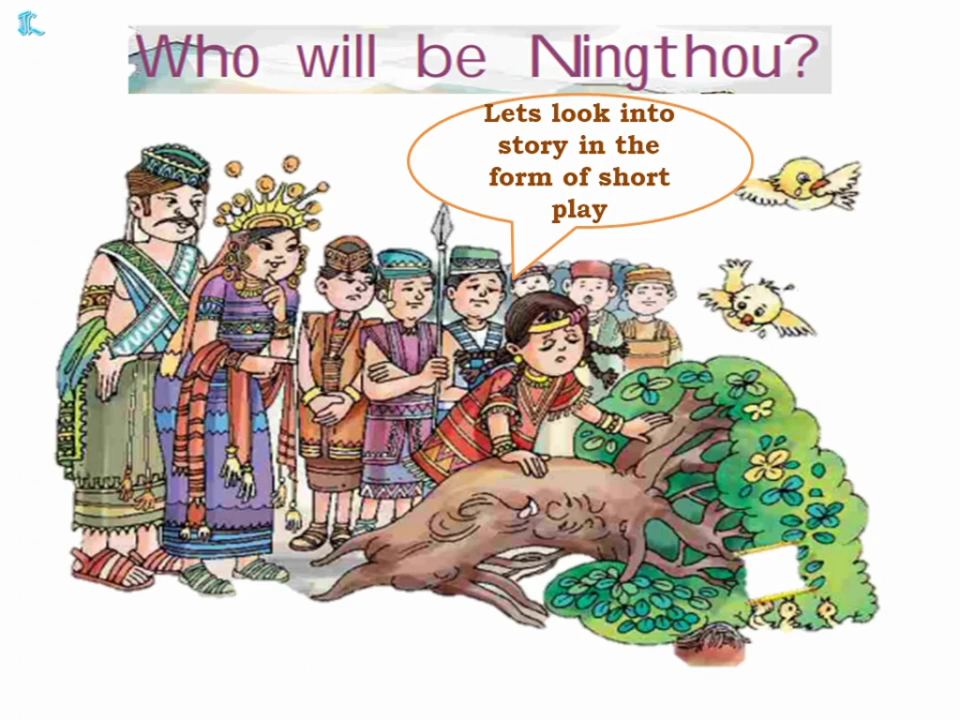 Who will be Ningthou?
Lets look into
story in the
form of short
play